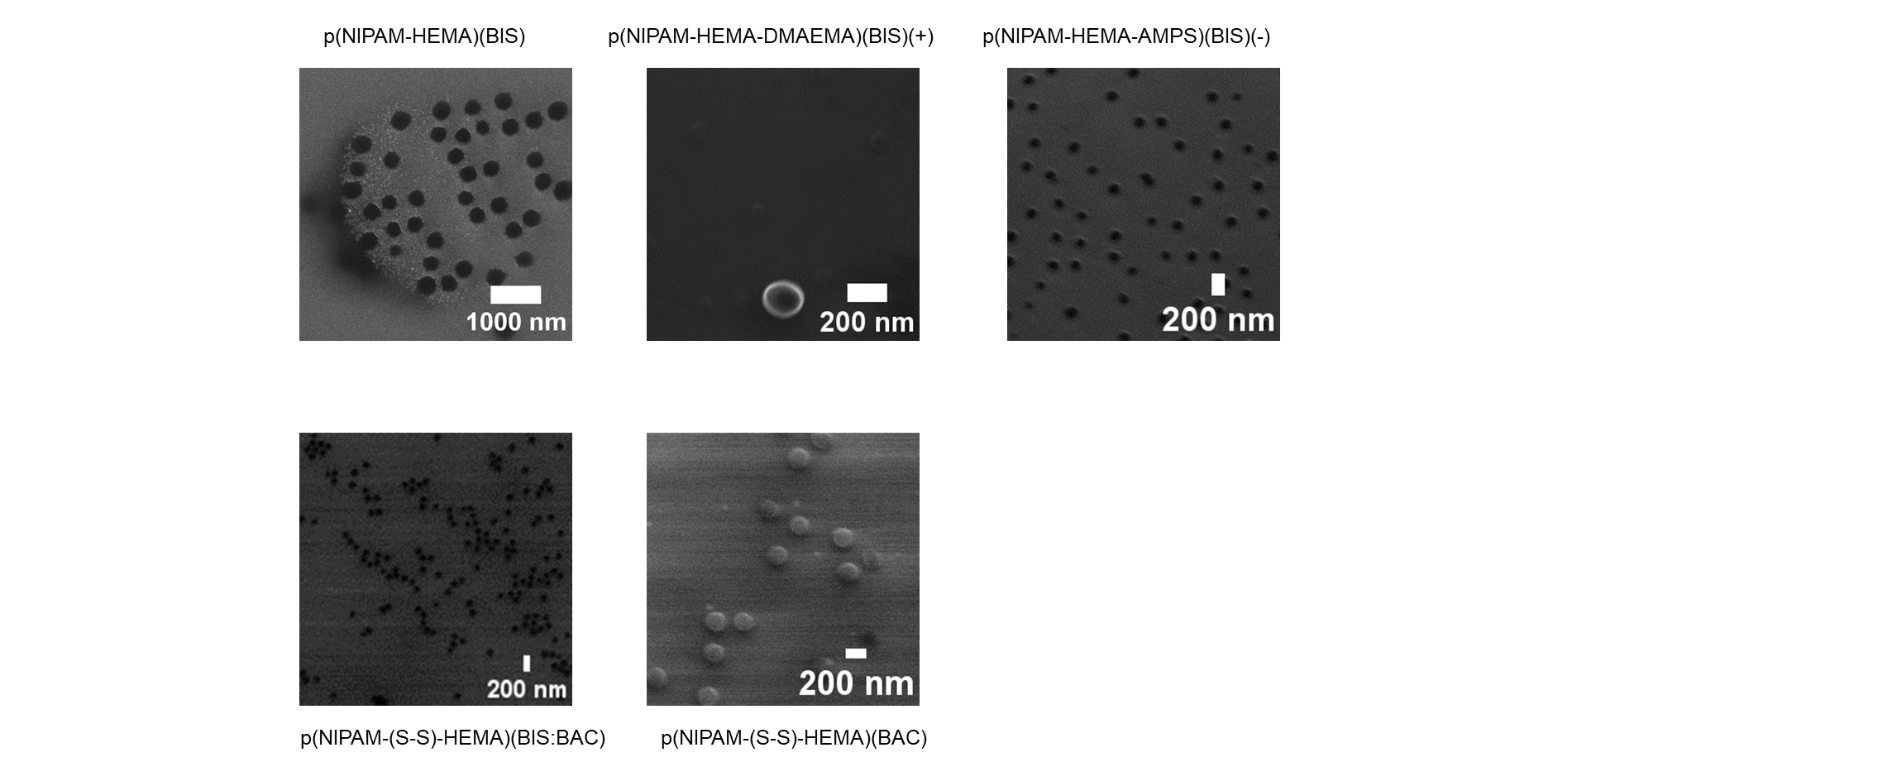 p(NIPAM-HEMA)(BIS)
p(NIPAM-HEMA-DMAEMA)(BIS)(+)
p(NIPAM-HEMA-AMPS)(BIS)(-)
1000 nm
200 nm
200 nm
200 nm
200 nm
p(NIPAM-(S-S)-HEMA)(BIS:BAC)
p(NIPAM-(S-S)-HEMA)(BAC)